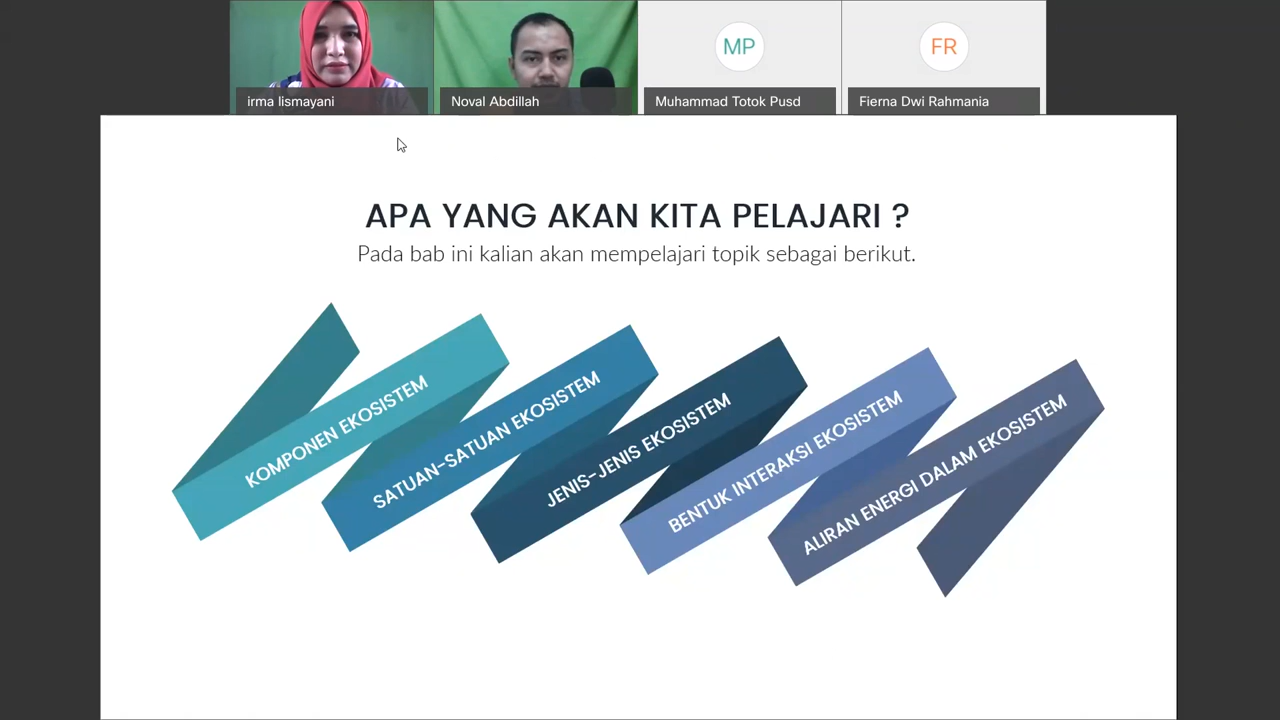 MP
FR
irma lismayani
Noval Abdillah
Muhammad Totok Pusd
Fierna Dwi Rahmania
APA YANG AKAN KITA PELAJARI ?
Pada bab ini kalian akan mempelajari topik sebagai berikut.
KOMPONEN EKOSISTEM
SATUAN-SATUAN EKOSISTEM
JENIS-JENIS EKOSISTEM
BENTUK INTERAKSI EKOSISTEM
ALIRAN ENERGI DALAM EKOSISTEM